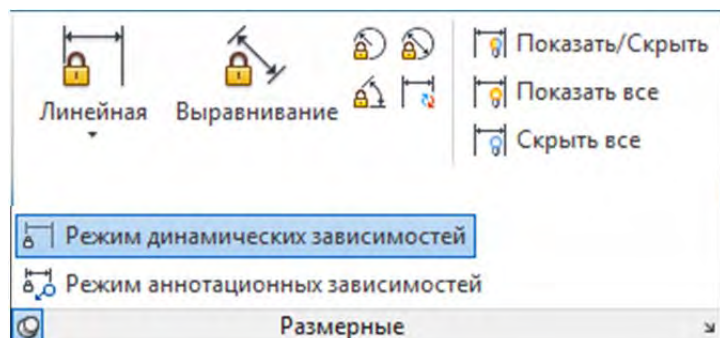 Линейная
Выравнивание
Показать/Скрыть
Показать все
Скрыть все
Режим динамических зависимостей
Режим аннотационных зависимостей
Размерные